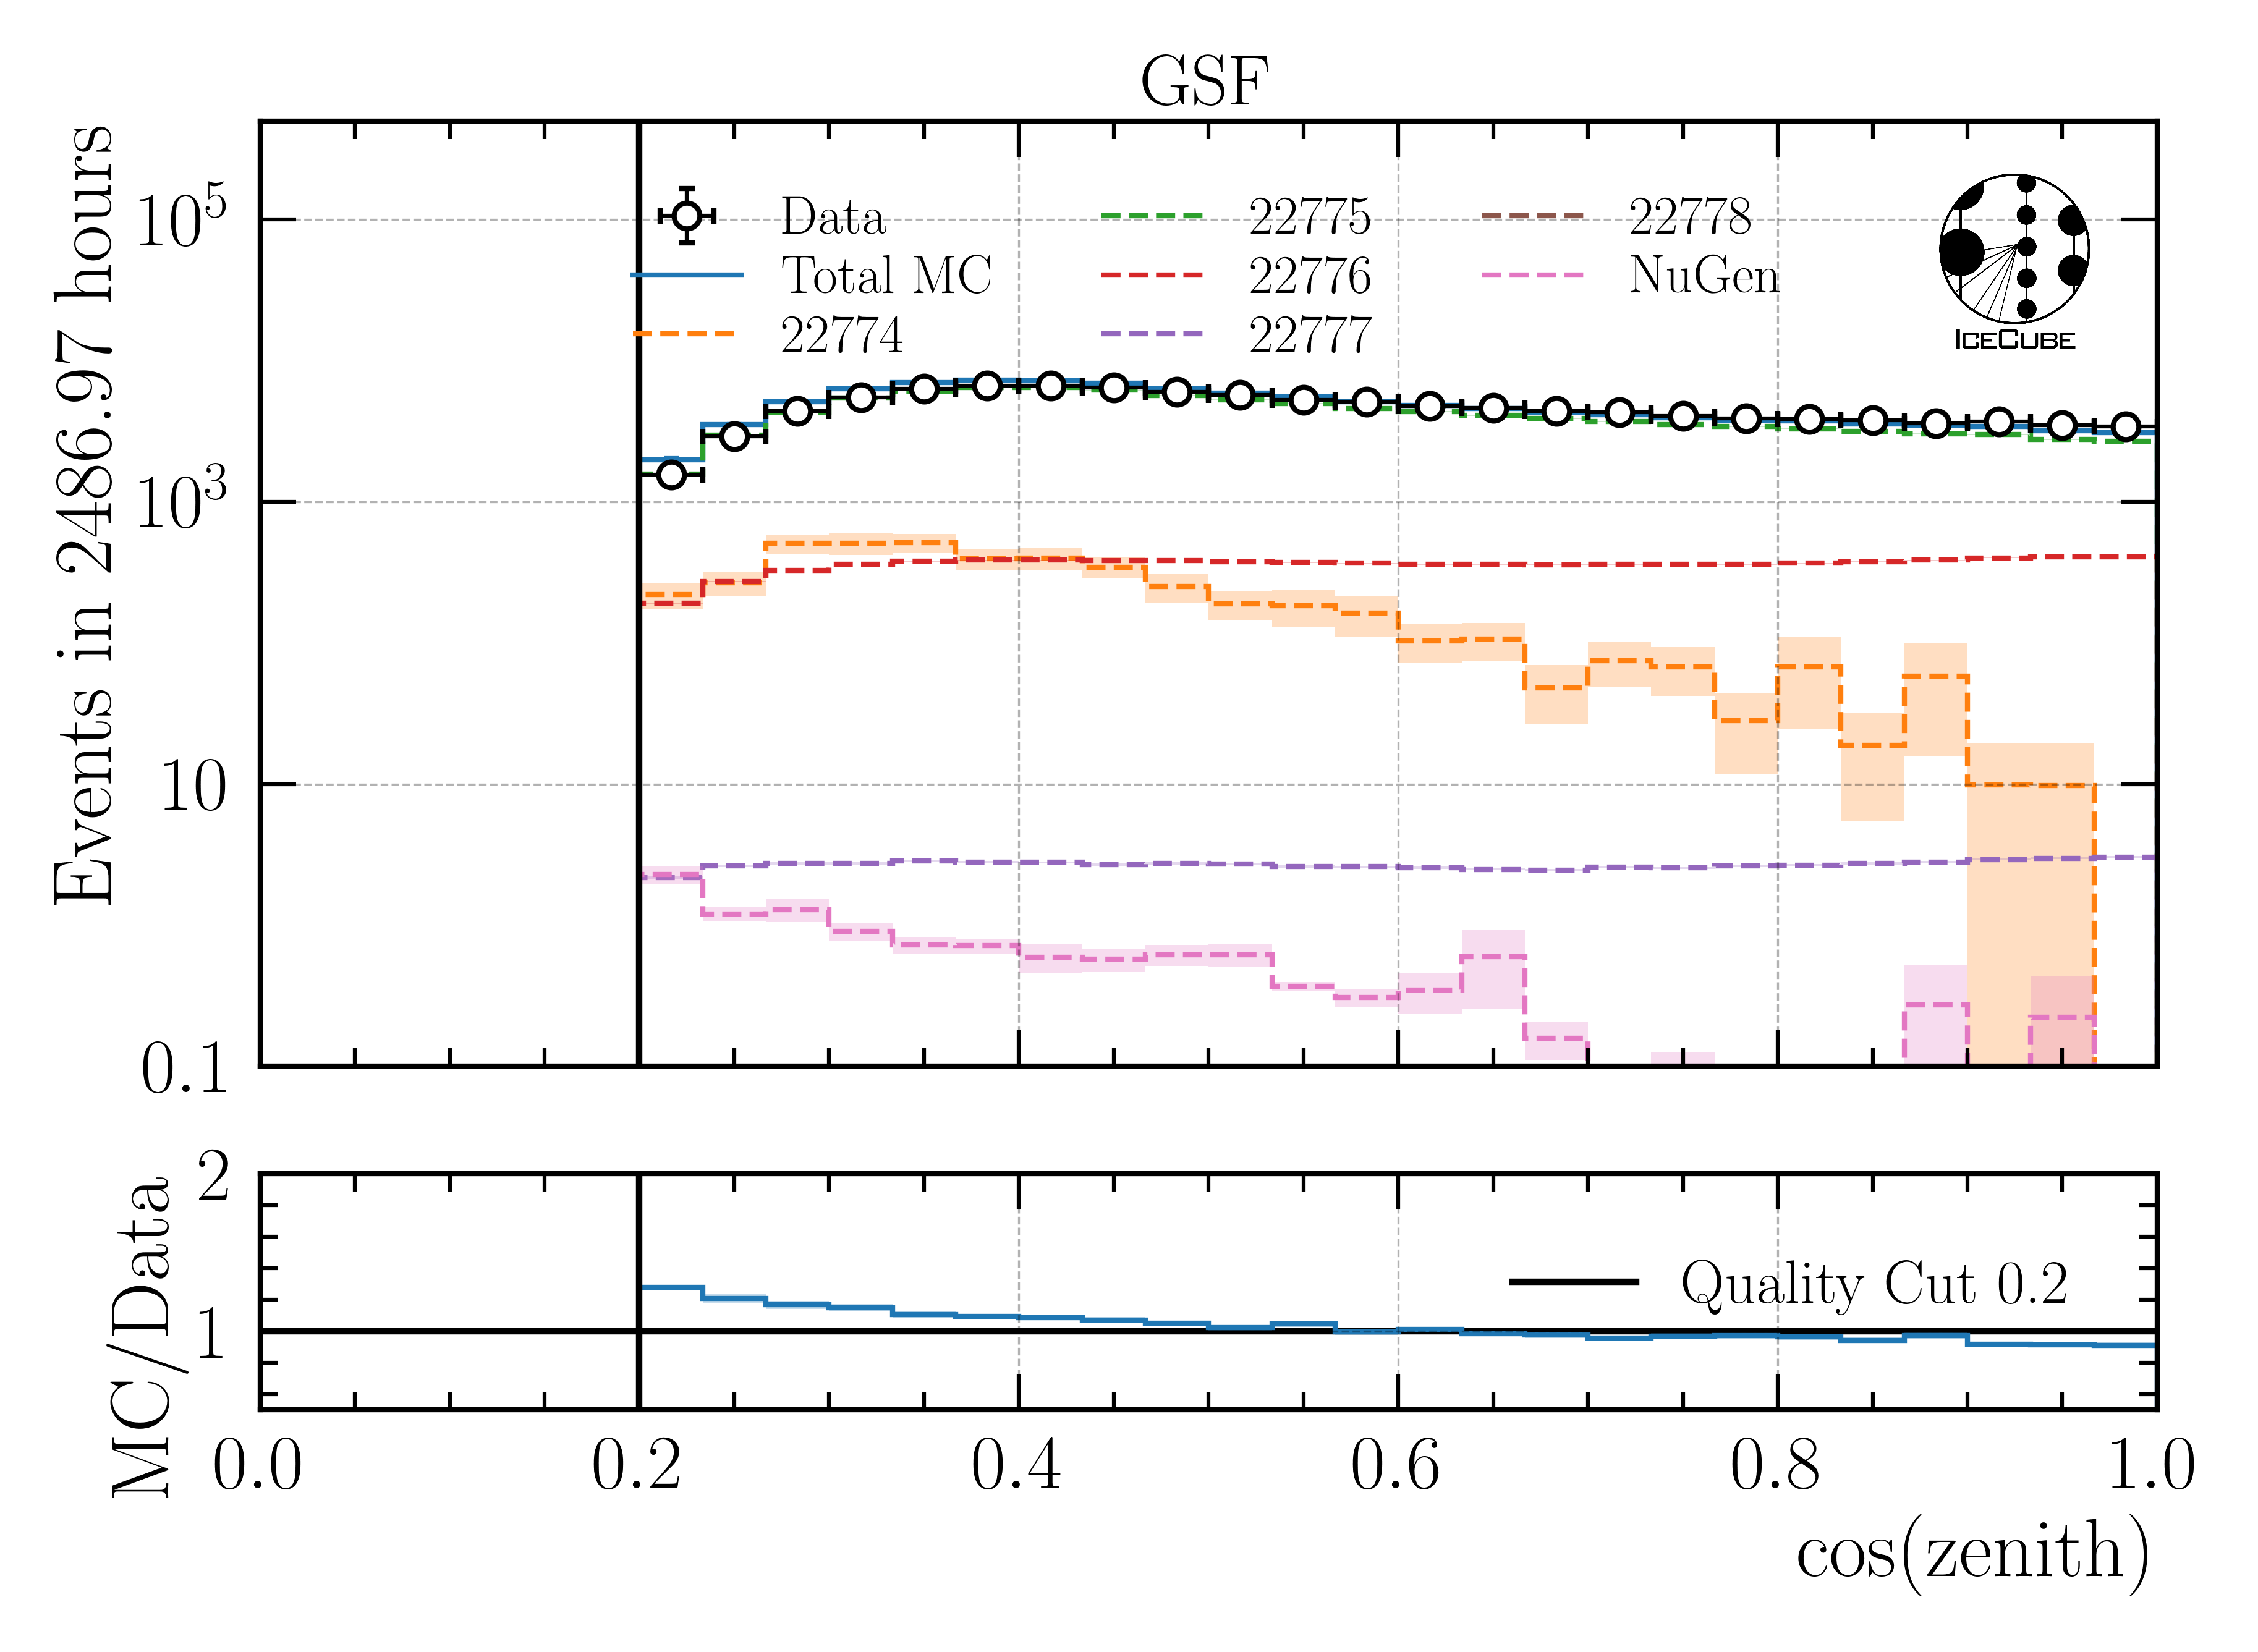 GSF
Events in 2486.97 hours
10^5
10^3
10
0.1
Data
Total MC
22774
22775
22776
22777
22778
NuGen
IceCube
MC/Data
2
1
Quality Cut 0.2
0.0 0.2 0.4 0.6 0.8 1.0
cos(zenith)